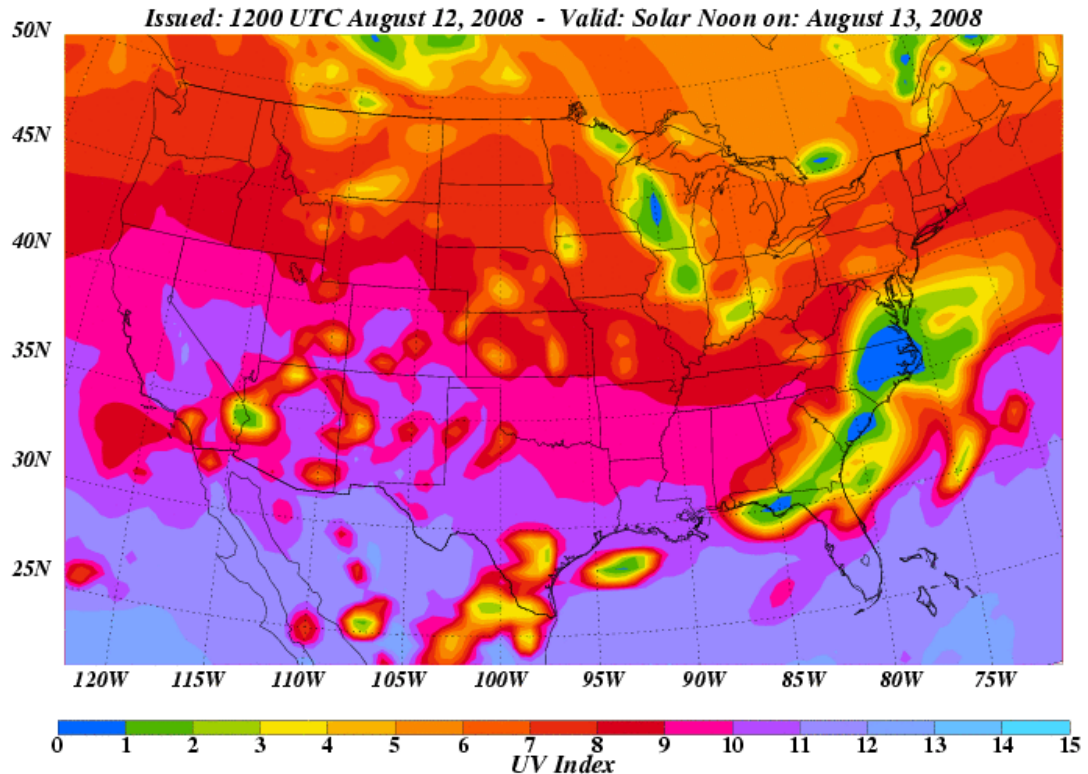 Issued: 1200 UTC August 12, 2008 - Valid: Solar Noon on: August 13, 2008
50N
45N
40N
35N
30N
25N
120W 115W 110W 105W 100W 95W 90W 85W 80W 75W
0 1 2 3 4 5 6 7 8 9 10 11 12 13 14 15
UV Index